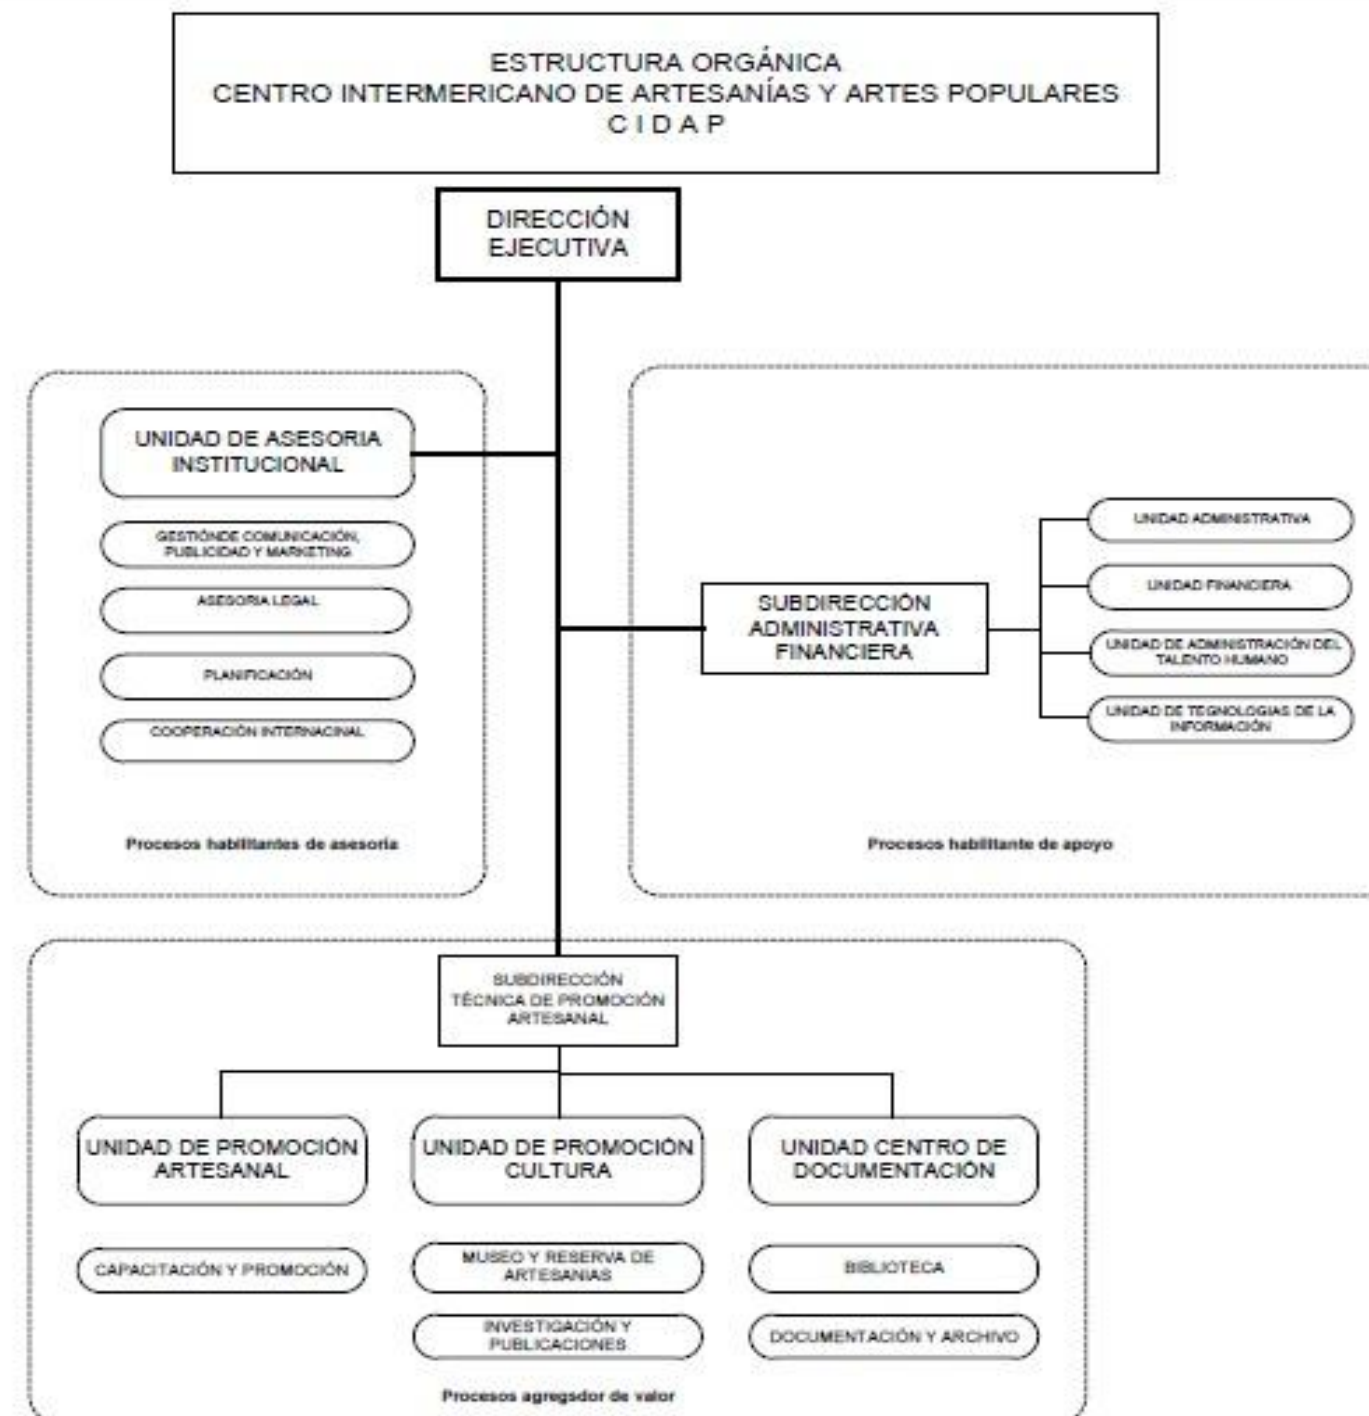 ESTRUCTURA ORGÁNICA
CENTRO INTERMERICANO DE ARTESANÍAS Y ARTES POPULARES
C I D A P
DIRECCIÓN
EJECUTIVA
UNIDAD DE ASESORIA
INSTITUCIONAL
GESTIÓNDE COMUNICACIÓN,
PUBLICIDAD Y MARKETING
ASESORIA LEGAL
PLANIFICACIÓN
COOPERACIÓN INTERNACINAL
Procesos habilitantes de asesoría
SUBDIRECCIÓN
ADMINISTRATIVA
FINANCIERA
UNIDAD ADMINISTRATIVA
UNIDAD FINANCIERA
UNIDAD DE ADMINISTRACIÓN DEL
TALENTO HUMANO
UNIDAD DE TEGNOLOGIAS DE LA
INFORMACIÓN
Procesos habilitante de apoyo
SUBDIRECCIÓN
TÉCNICA DE PROMOCIÓN
ARTESANAL
UNIDAD DE PROMOCIÓN
ARTESANAL
CAPACITACIÓN Y PROMOCIÓN
UNIDAD DE PROMOCIÓN
CULTURA
MUSEO Y RESERVA DE
ARTESANIAS
INVESTIGACIÓN Y
PUBLICACIONES
UNIDAD CENTRO DE
DOCUMENTACIÓN
BIBLIOTECA
DOCUMENTACIÓN Y ARCHIVO
Procesos agregsdor de valor